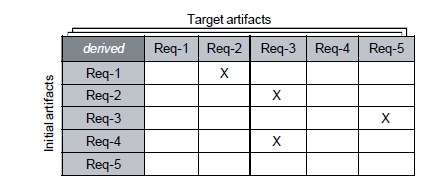 Target artifacts
derived Req-1 Req-2 Req-3 Req-4 Req-5
Initial artifacts
Req-1 X
Req-2 X
Req-3 X
Req-4 X
Req-5